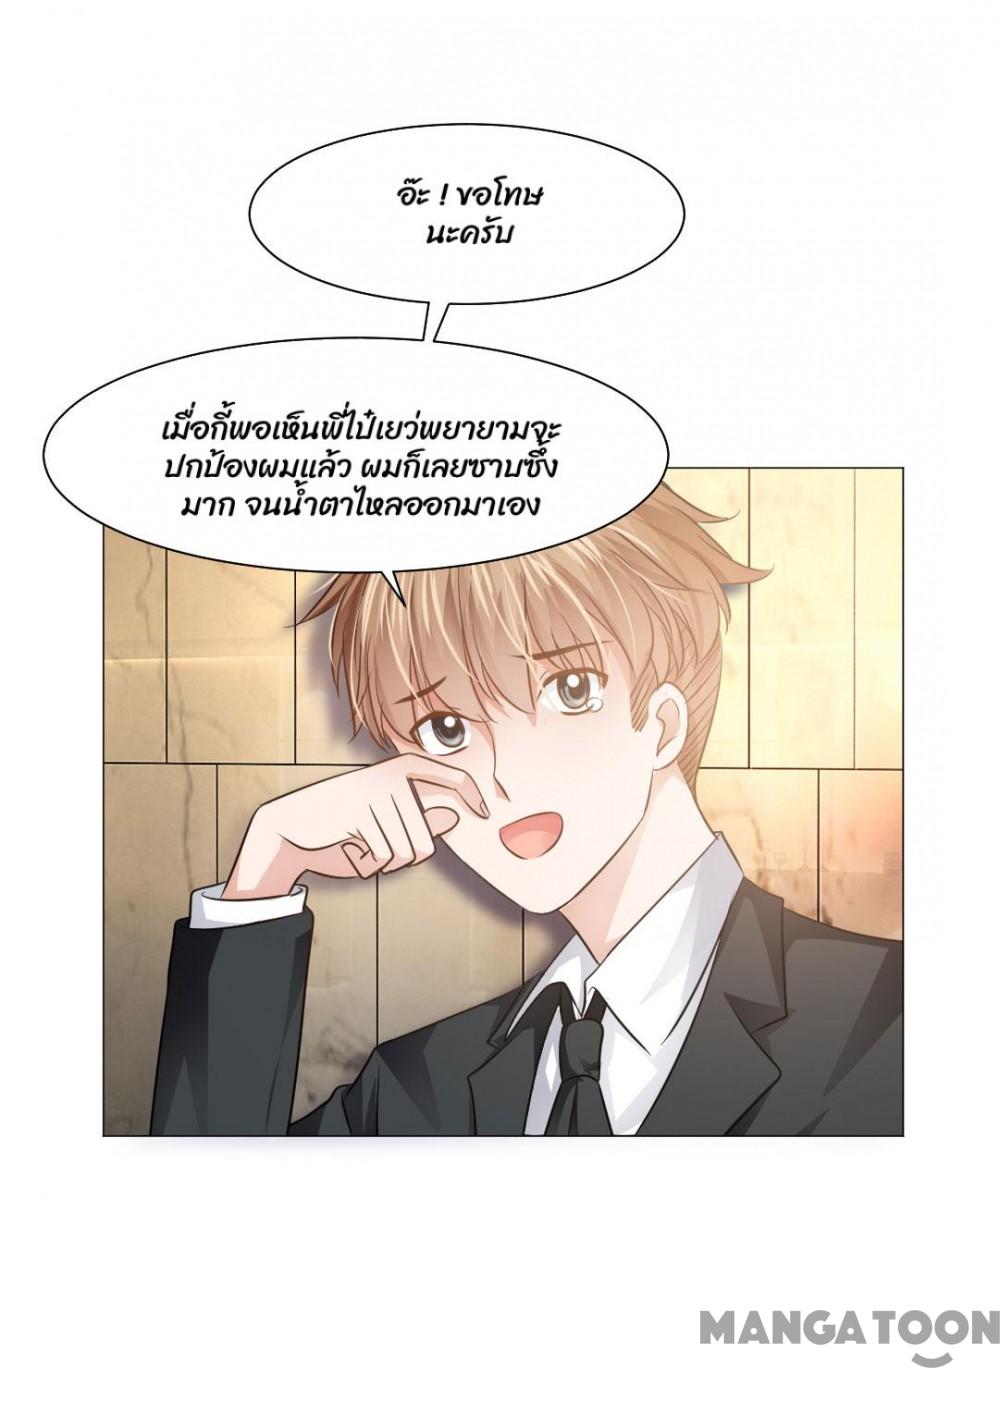 อ๊ะ ! ขอโทษ
นะครับ
เมื่อกี้พอเห็นพี่ไป๋เยว่พยายามจะ
ปกป้องผมแล้ว ผมก็เลยซาบซึ้ง
มาก จนน้ำตาไหลออกมาเอง
MANGATOON